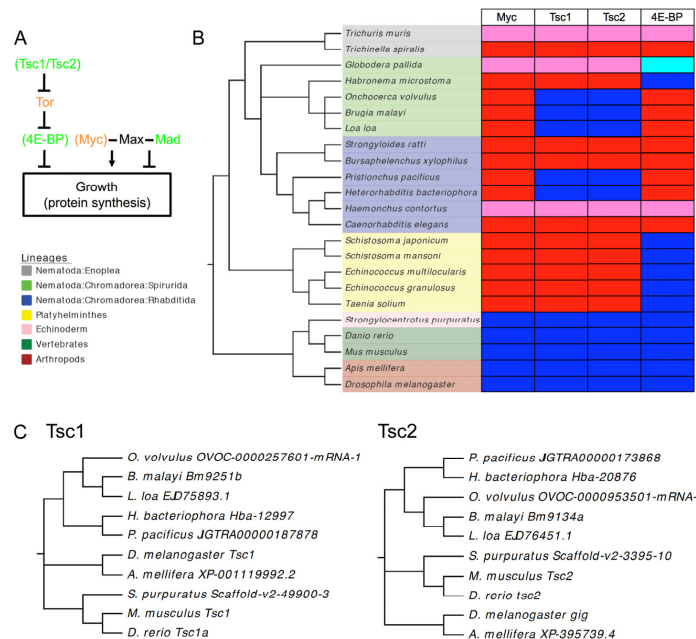 A
(Tsc1/Tsc2)
Tor
(4E-BP) (Myc) Max Mad
Growth
(protein synthesis)
Lineages
Nematoda:Enoplea
Nematoda:Chromadorea:Spirurida
Nematoda:Chromadorea:Rhabditida
Platyhelminthes
Echinoderm
Vertebrates
Arthropods
B
Myc Tsc1 Tsc2 4E-BP
Trichuris muris
Trichinella spiralis
Globodera pallida
Habronema microstoma
Onchocerca volvulus
Brugia malayi
Loa loa
Strongyloides ratti
Bursaphelenchus xylophilus
Pristionchus pacificus
Heterorhabditis bacteriophora
Haemonchus contortus
Caenorhabditis elegans
Schistosoma japonicum
Schistosoma mansoni
Echinococcus multilocularis
Echinococcus granulosus
Taenia solium
Strongylocentrotus purpuratus
Danio rerio
Mus musculus
Apis mellifera
Drosophila melanogaster
C Tsc1
O. volvulus OVOC-0000257601-mRNA-1
B. malayi Bm9251b
L. loa EJD75893.1
H. bacteriophora Hba-12997
P. pacificus JGTRA00000187878
D. melanogaster Tsc1
A. mellifera XP-001119992.2
S. purpuratus Scaffold-v2-49900-3
M. musculus Tsc1
D. rerio Tsc1a
Tsc2
P. pacificus JGTRA00000173868
H. bacteriophora Hba-20876
O. volvulus OVOC-0000953501-mRNA-
B. malayi Bm9134a
L. loa EJD76451.1
S. purpuratus Scaffold-v2-3395-10
M. musculus Tsc2
D. rerio tsc2
D. melanogaster gig
A. mellifera XP-395739.4